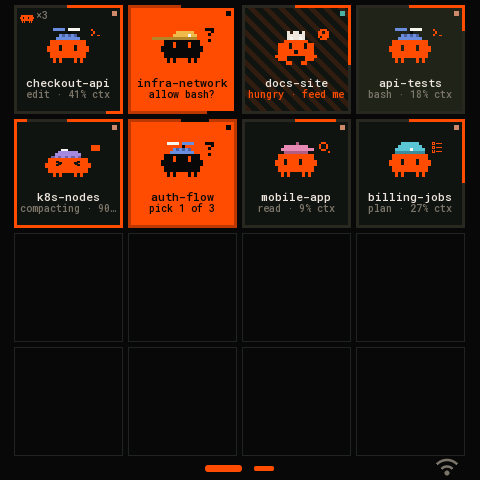 ×3
checkout-api
edit · 41% ctx
infra-network
allow bash?
docs-site
hungry · feed me
api-tests
bash · 18% ctx
k8s-nodes
compacting · 90…
auth-flow
pick 1 of 3
mobile-app
read · 9% ctx
billing-jobs
plan · 27% ctx